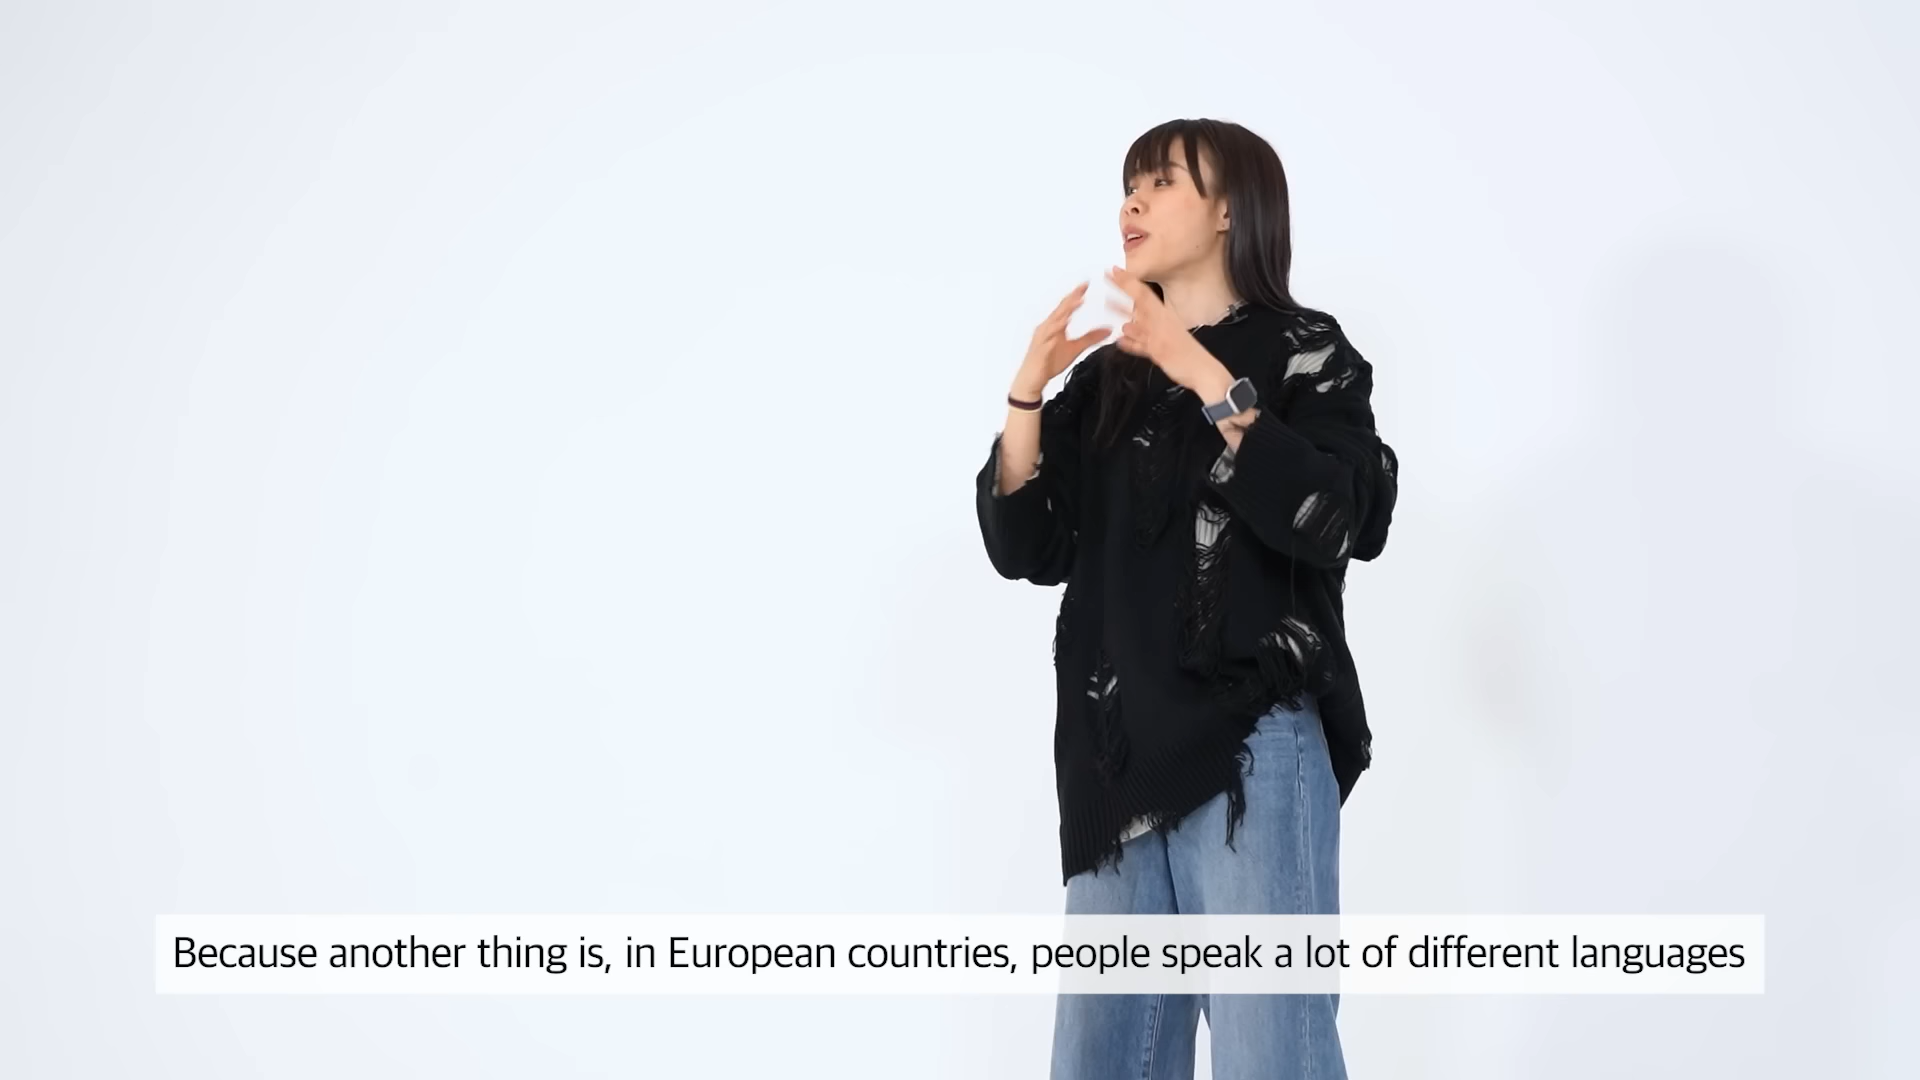 Because another thing is, in European countries, people speak a lot of different languages